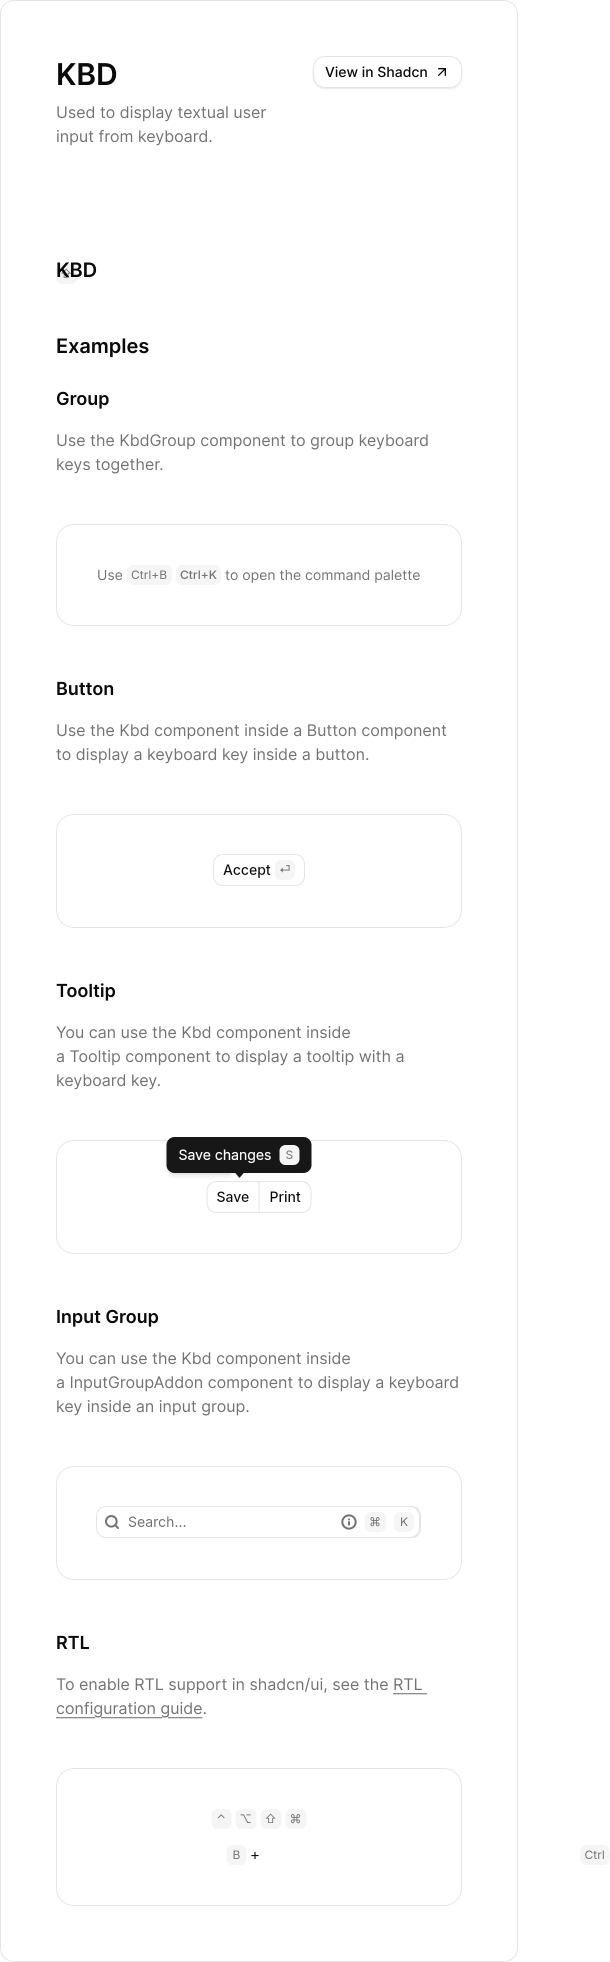 KBD
View in Shadcn
Used to display textual user
input from keyboard.
KBD
Examples
Group
Use the KbdGroup component to group keyboard
keys together.
Use Ctrl+B Ctrl+K to open the command palette
Button
Use the Kbd component inside a Button component
to display a keyboard key inside a button.
Accept ⏎
Tooltip
You can use the Kbd component inside
a Tooltip component to display a tooltip with a
keyboard key.
Save changes S
Save Print
Input Group
You can use the Kbd component inside
a InputGroupAddon component to display a keyboard
key inside an input group.
Search... ⌘ K
RTL
To enable RTL support in shadcn/ui, see the RTL
configuration guide.
⌃ ⌥ ⇧ ⌘
B + Ctrl